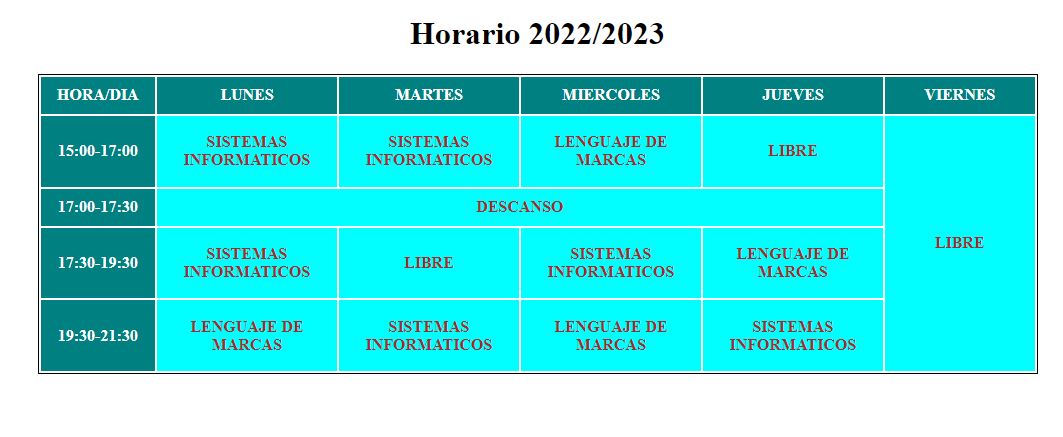 Horario 2022/2023
HORA/DIA LUNES MARTES MIERCOLES JUEVES VIERNES
15:00-17:00 SISTEMAS INFORMATICOS SISTEMAS INFORMATICOS LENGUAJE DE MARCAS LIBRE LIBRE
17:00-17:30 DESCANSO
17:30-19:30 SISTEMAS INFORMATICOS LIBRE SISTEMAS INFORMATICOS LENGUAJE DE MARCAS
19:30-21:30 LENGUAJE DE MARCAS SISTEMAS INFORMATICOS LENGUAJE DE MARCAS SISTEMAS INFORMATICOS